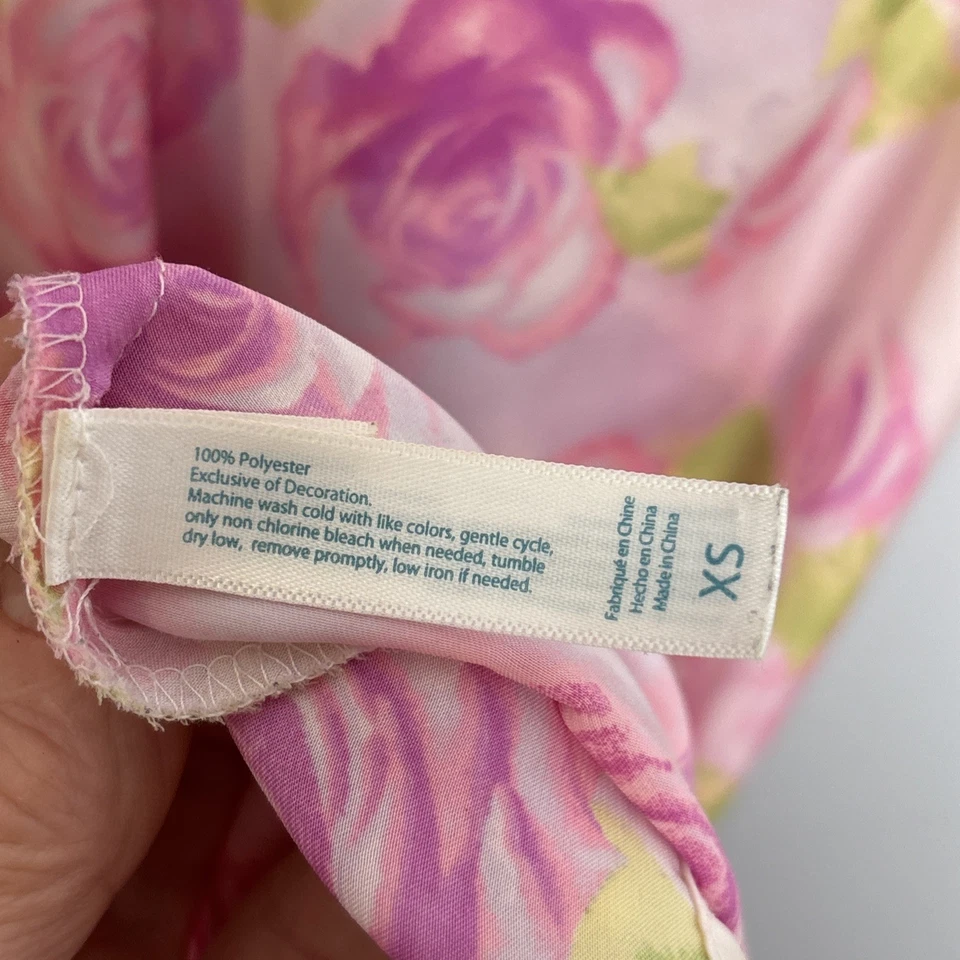 100% Polyester
Exclusive of Decoration.
Machine wash cold with like colors, gentle cycle,
only non chlorine bleach when needed, tumble
dry low, remove promptly, low iron if needed.
Fabriqué en Chine
Hecho en China
Made in China
XS